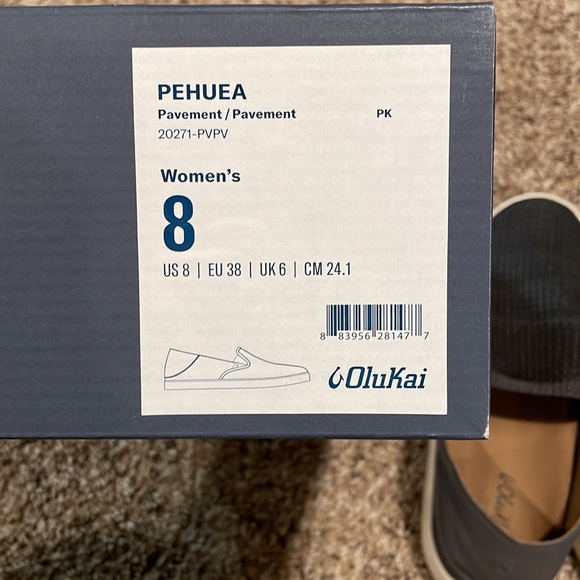 PEHUEA
Pavement / Pavement PK
20271-PVPV
Women's
8
US 8 | EU 38 | UK 6 | CM 24.1
8 83956 28147 7
OluKai